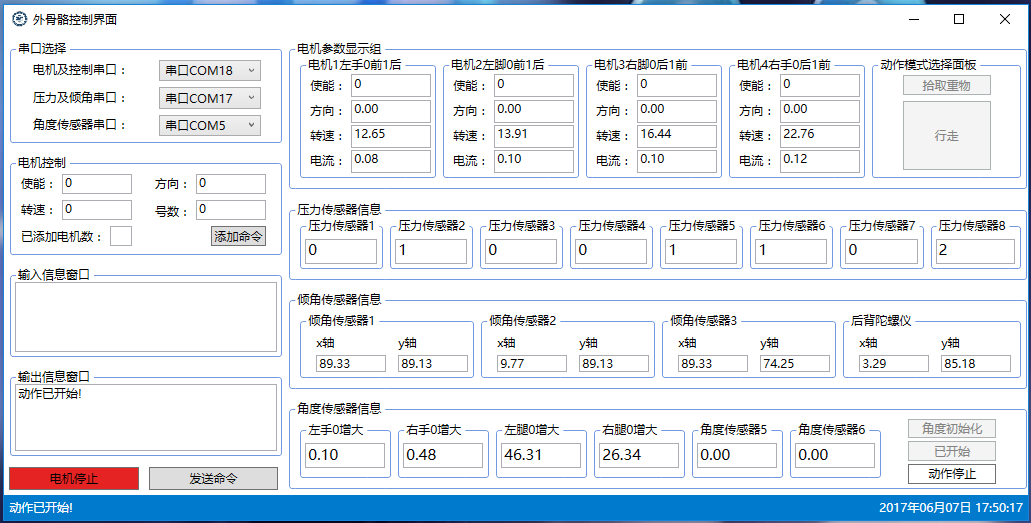 外骨骼控制界面
串口选择
电机及控制串口： 串口COM18
压力及倾角串口： 串口COM17
角度传感器串口： 串口COM5
电机控制
使能： 0 方向： 0
转速： 0 号数： 0
已添加电机数： 添加命令
输入信息窗口
输出信息窗口
动作已开始!
电机停止 发送命令
电机参数显示组
电机1左手0前1后 电机2左脚0前1后 电机3右脚0后1前 电机4右手0后1前
使能： 0 使能： 0 使能： 0 使能： 0
方向： 0.00 方向： 0.00 方向： 0.00 方向： 0.00
转速： 12.65 转速： 13.91 转速： 16.44 转速： 22.76
电流： 0.08 电流： 0.10 电流： 0.10 电流： 0.12
动作模式选择面板
拾取重物
行走
压力传感器信息
压力传感器1 压力传感器2 压力传感器3 压力传感器4 压力传感器5 压力传感器6 压力传感器7 压力传感器8
0 1 0 0 1 1 0 2
倾角传感器信息
倾角传感器1 倾角传感器2 倾角传感器3 后背陀螺仪
x轴 y轴 x轴 y轴 x轴 y轴 x轴 y轴
89.33 89.13 9.77 89.13 89.33 74.25 3.29 85.18
角度传感器信息
左手0增大 右手0增大 左腿0增大 右腿0增大 角度传感器5 角度传感器6
0.10 0.48 46.31 26.34 0.00 0.00
角度初始化
已开始
动作停止
动作已开始! 2017年06月07日 17:50:17